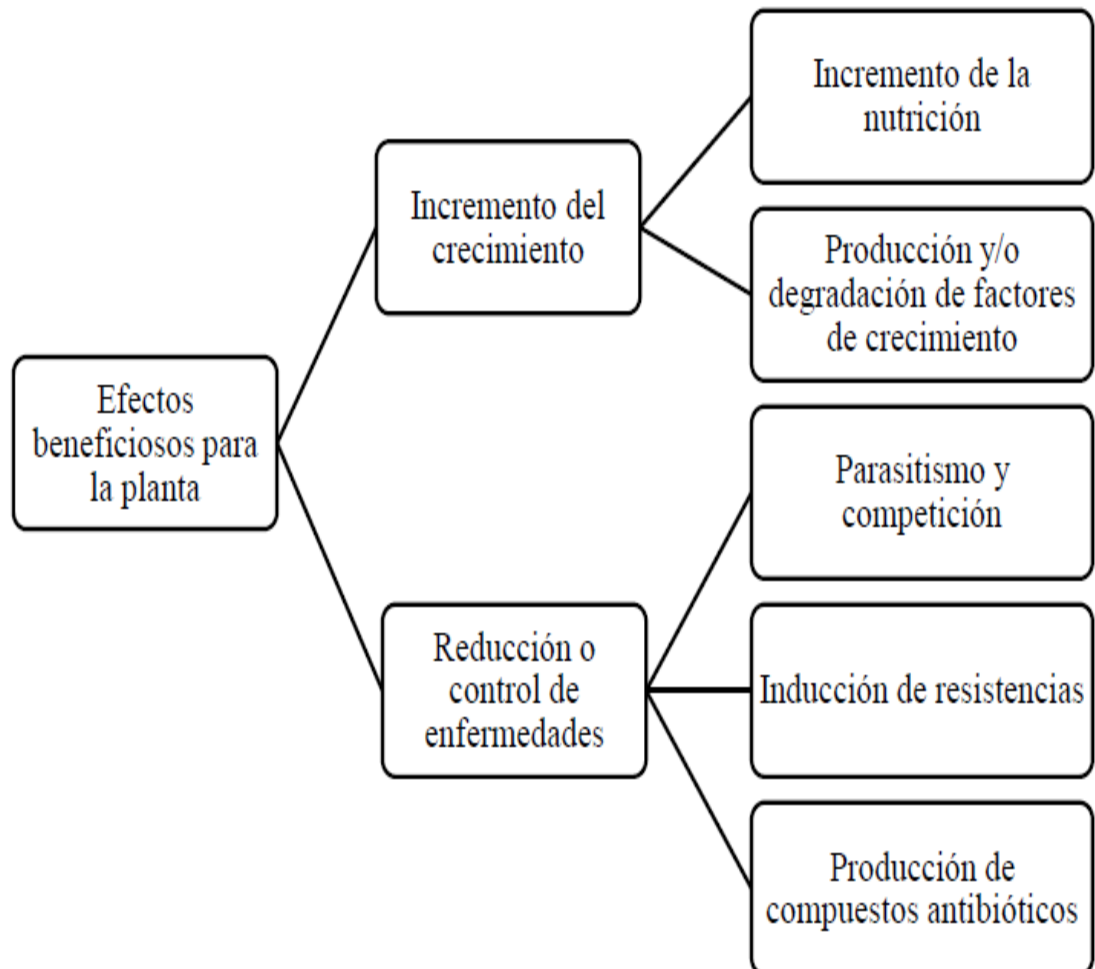 Efectos
beneficiosos para
la planta
Incremento del
crecimiento
Incremento de la
nutrición
Producción y/o
degradación de factores
de crecimiento
Reducción o
control de
enfermedades
Parasitismo y
competición
Inducción de resistencias
Producción de
compuestos antibióticos